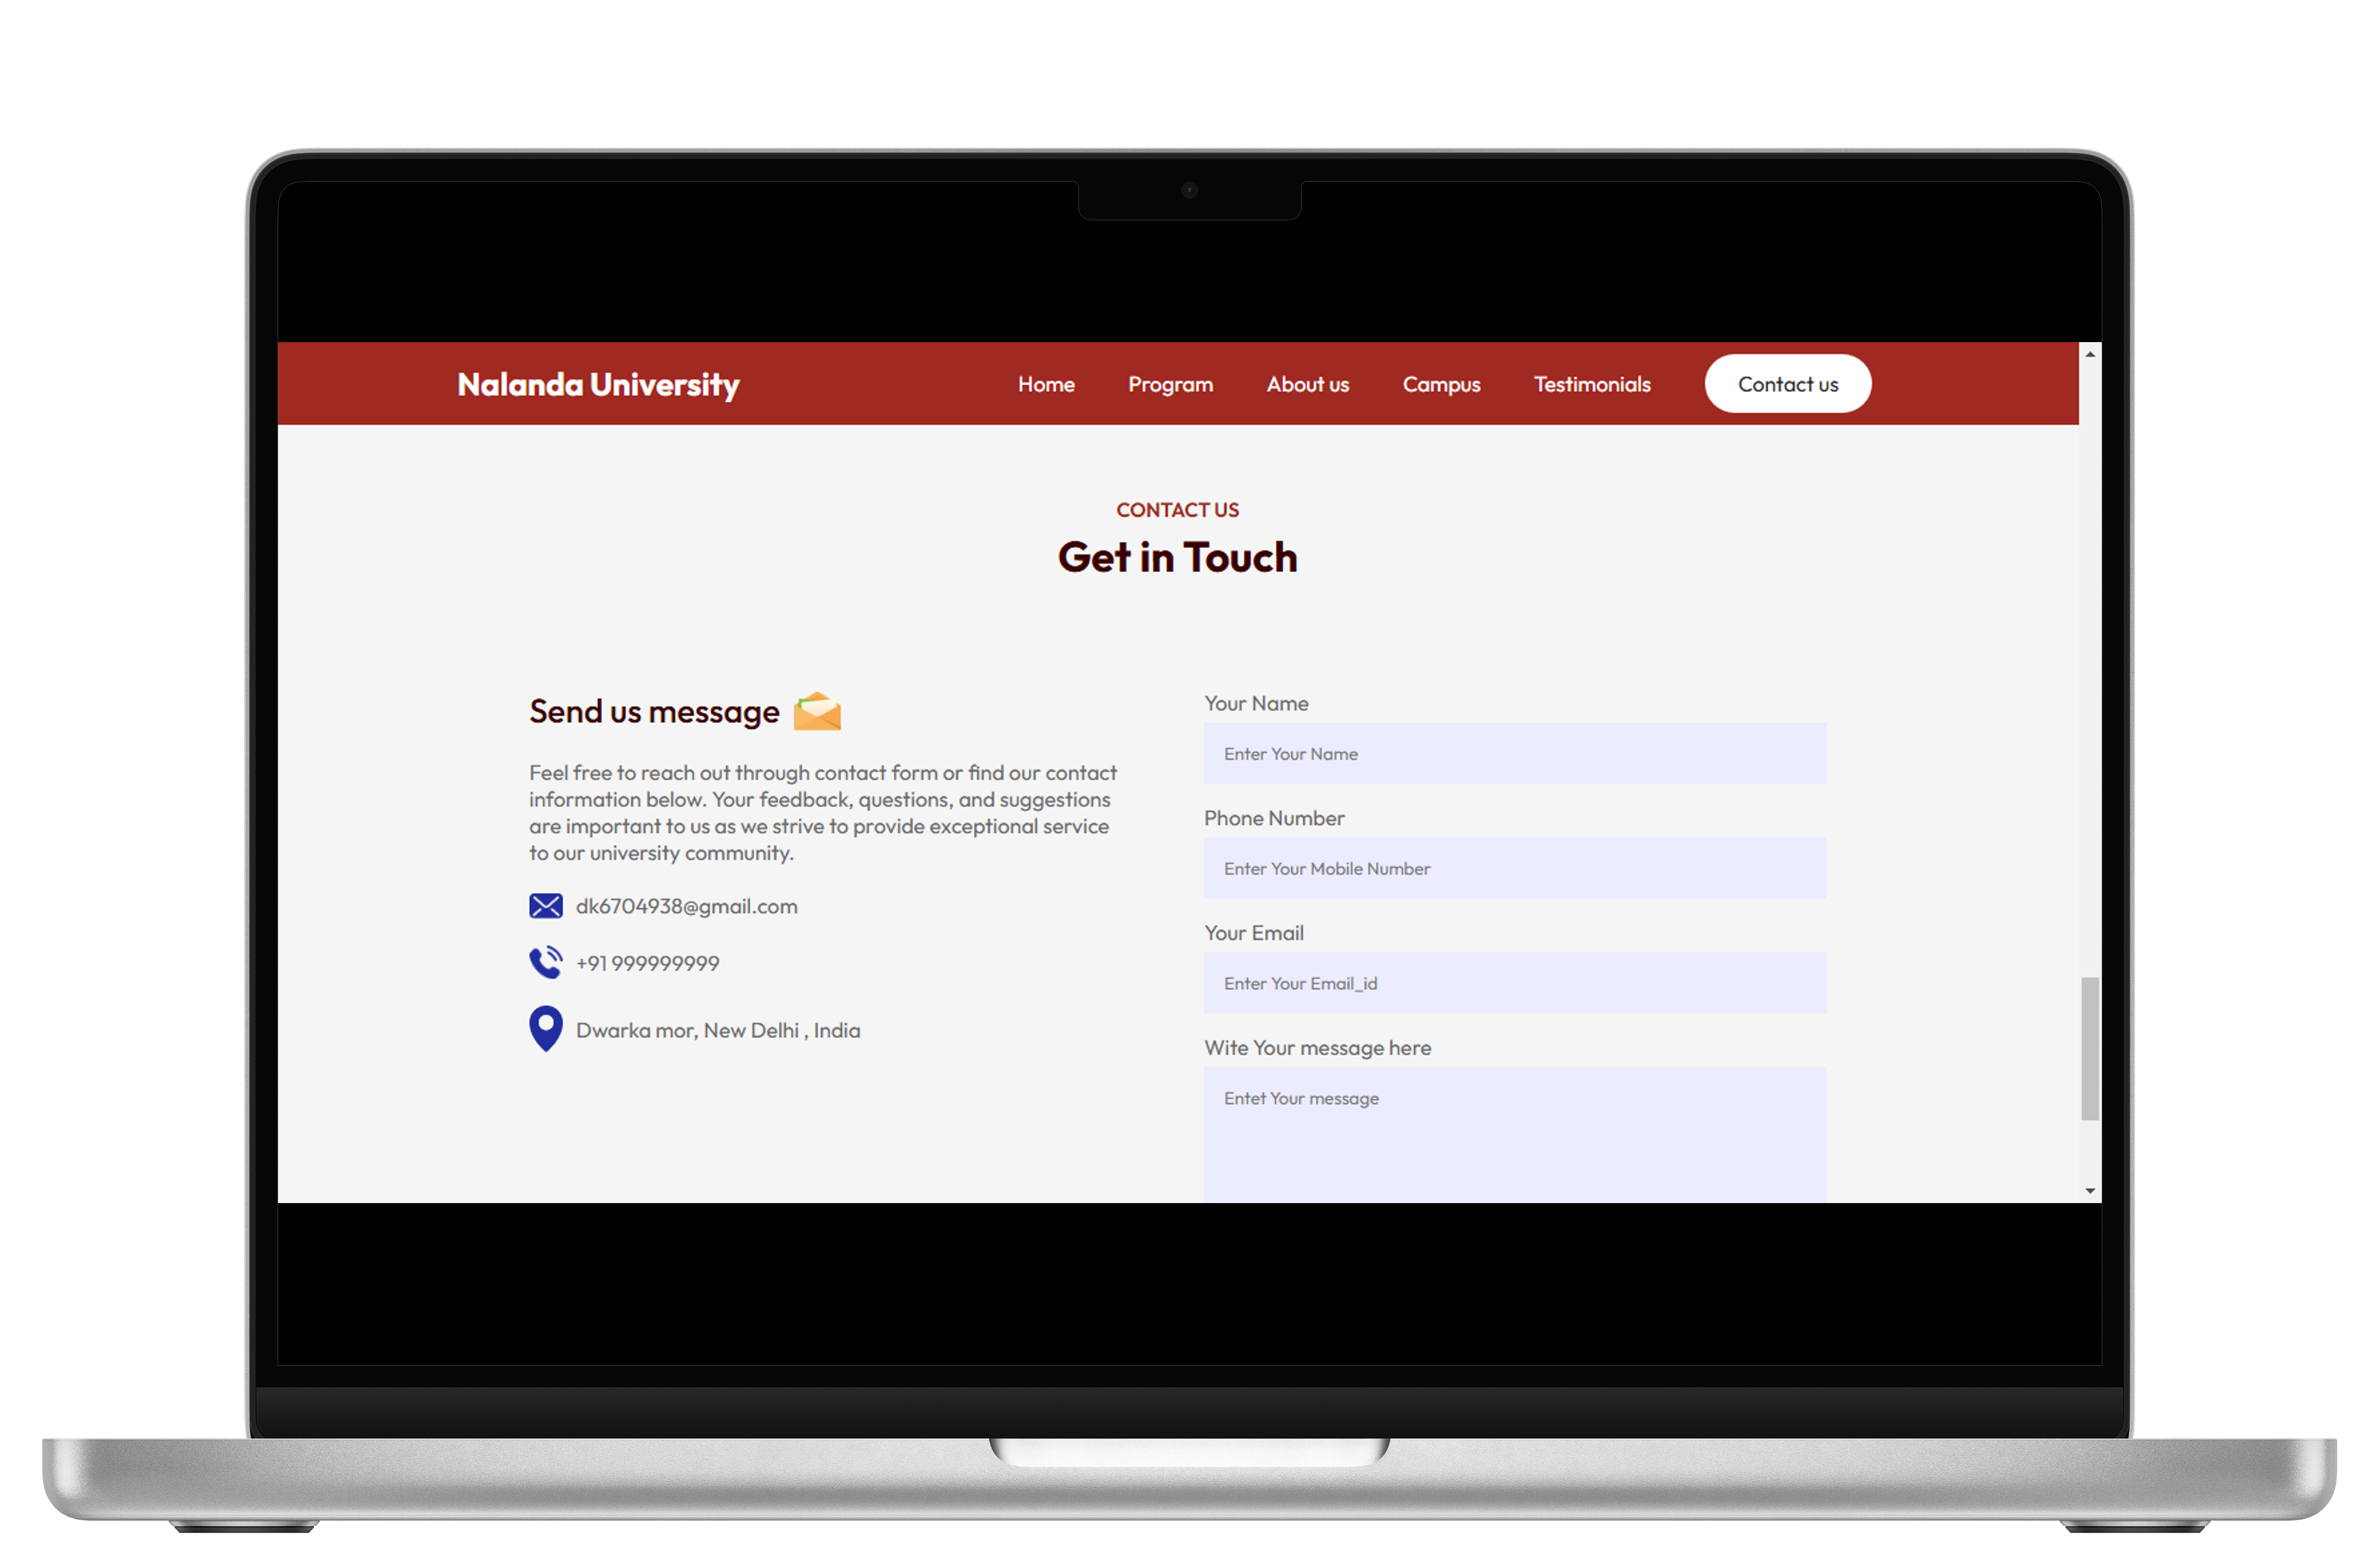 Nalanda University
Home
Program
About us
Campus
Testimonials
Contact us
CONTACT US
Get in Touch
Send us message
Feel free to reach out through contact form or find our contact
information below. Your feedback, questions, and suggestions
are important to us as we strive to provide exceptional service
to our university community.
dk6704938@gmail.com
+91 999999999
Dwarka mor, New Delhi , India
Your Name
Enter Your Name
Phone Number
Enter Your Mobile Number
Your Email
Enter Your Email_id
Wite Your message here
Entet Your message